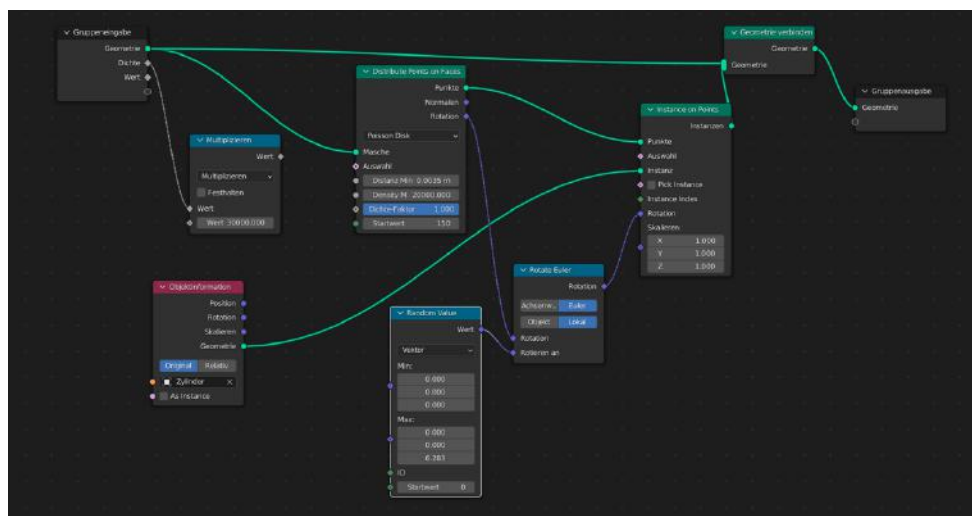 Gruppeneingabe
Geometrie
Dichte
Wert
Multiplizieren
Wert
Multiplizieren
Festhalten
Wert
Wert 30000.000
Objektinformation
Position
Rotation
Skalieren
Geometrie
Original Relativ
Zylinder
As Instance
Distribute Points on Faces
Punkte
Normalen
Rotation
Poisson Disk
Masche
Auswahl
Distanz Min 0.0035 m
Density M 20000.000
Dichte-Faktor 1.000
Startwert 150
Random Value
Wert
Vektor
Min:
0.000
0.000
0.000
Max:
0.000
0.000
6.283
ID
Startwert 0
Rotate Euler
Rotation
Achsenw.. Euler
Objekt Lokal
Rotation
Rotieren an
Instance on Points
Instanzen
Punkte
Auswahl
Instanz
Pick Instance
Instance Index
Rotation
Skalieren
X 1.000
Y 1.000
Z 1.000
Geometrie verbinden
Geometrie
Geometrie
Gruppenausgabe
Geometrie